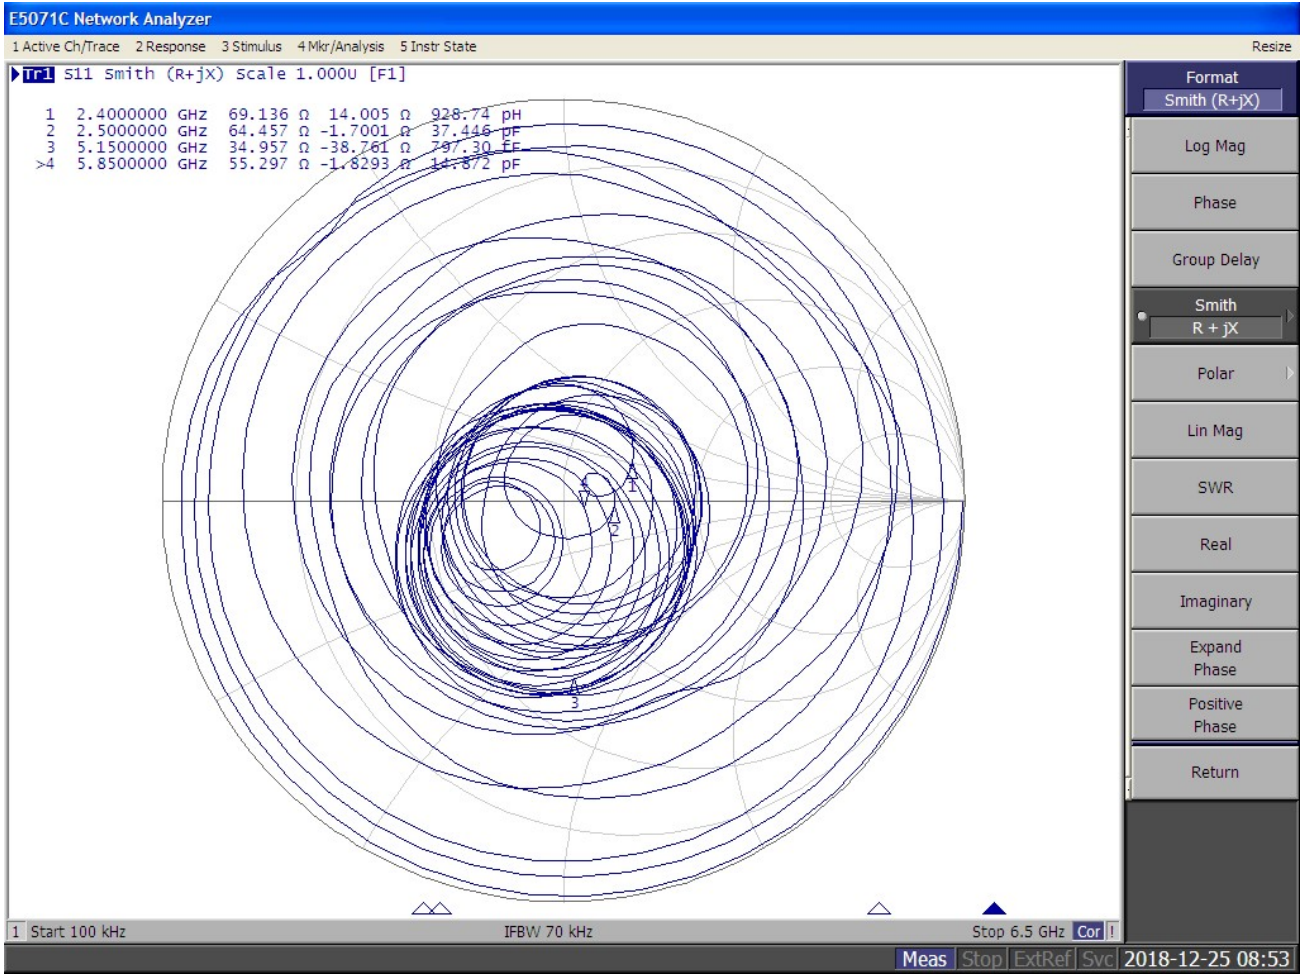 E5071C Network Analyzer
1 Active Ch/Trace 2 Response 3 Stimulus 4 Mkr/Analysis 5 Instr State Resize
Tr1 S11 Smith (R+jX) Scale 1.000U [F1]
1 2.4000000 GHz 69.136 Ω 14.005 Ω 928.74 pH
2 2.5000000 GHz 64.457 Ω -1.7001 Ω 37.446 pF
3 5.1500000 GHz 34.957 Ω -38.761 Ω 797.30 fF
>4 5.8500000 GHz 55.297 Ω -1.8293 Ω 14.872 pF
4
1
2
3
1 Start 100 kHz IFBW 70 kHz Stop 6.5 GHz Cor !
Format
Smith (R+jX)
Log Mag
Phase
Group Delay
Smith
R + jX
Polar
Lin Mag
SWR
Real
Imaginary
Expand
Phase
Positive
Phase
Return
Meas Stop ExtRef Svc 2018-12-25 08:53